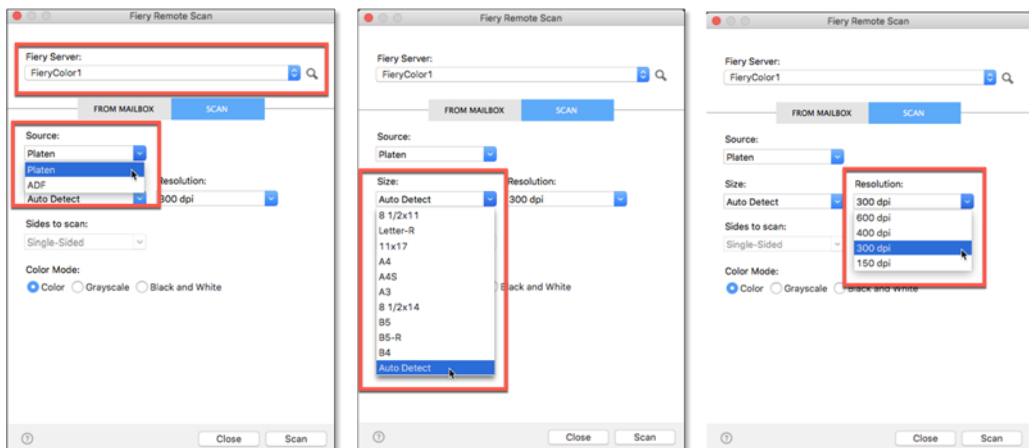 Fiery Remote Scan
Fiery Server:
FieryColor1
FROM MAILBOX SCAN
Source:
Platen
Platen
ADF
Resolution:
Auto Detect 300 dpi
Sides to scan:
Single-Sided
Color Mode:
Color Grayscale Black and White
? Close Scan
Fiery Remote Scan
Fiery Server:
FieryColor1
FROM MAILBOX SCAN
Source:
Platen
Size: Resolution:
Auto Detect 300 dpi
8 1/2x11
Letter-R
11x17
A4
A4S
A3
Black and White
8 1/2x14
B5
B5-R
B4
Auto Detect
? Close Scan
Fiery Remote Scan
Fiery Server:
FieryColor1
FROM MAILBOX SCAN
Source:
Platen
Size: Resolution:
Auto Detect 300 dpi
600 dpi
Sides to scan: 400 dpi
Single-Sided 300 dpi
150 dpi
Color Mode:
Color Grayscale Black and White
? Close Scan